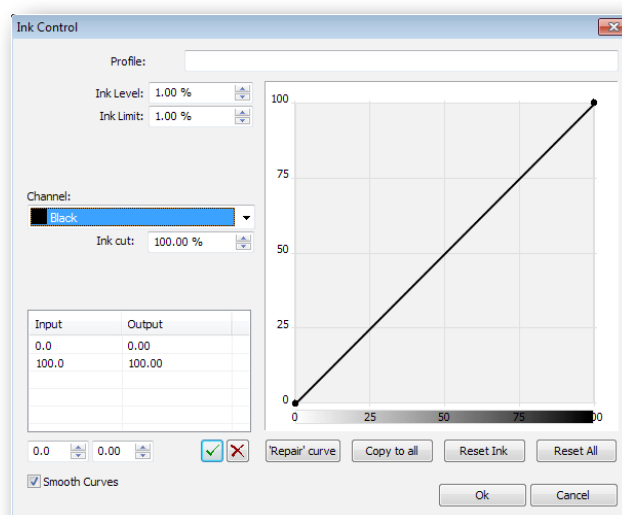 Ink Control
Profile:
Ink Level: 1.00 %
Ink Limit: 1.00 %
Channel:
Black
Ink cut: 100.00 %
Input Output
0.0 0.00
100.0 100.00
0.0 0.00
Smooth Curves
100
75
50
25
0
0 25 50 75 00
'Repair' curve Copy to all Reset Ink Reset All
Ok Cancel